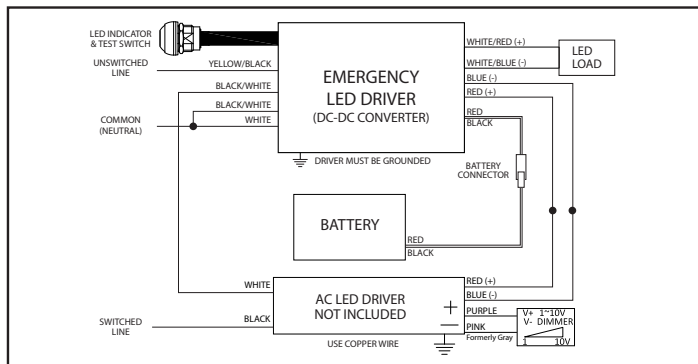 LED INDICATOR
& TEST SWITCH
UNSWITCHED
LINE
YELLOW/BLACK
BLACK/WHITE
BLACK/WHITE
COMMON
(NEUTRAL)
WHITE
EMERGENCY
LED DRIVER
(DC-DC CONVERTER)
DRIVER MUST BE GROUNDED
WHITE/RED (+)
WHITE/BLUE (-)
LED
LOAD
BLUE (-)
RED (+)
RED
BLACK
BATTERY
CONNECTOR
BATTERY
RED
BLACK
WHITE
AC LED DRIVER
NOT INCLUDED
+
—
RED (+)
BLUE (-)
PURPLE
PINK
Formerly Gray
V+ 1~10V
V- DIMMER
1 10V
SWITCHED
LINE
BLACK
USE COPPER WIRE